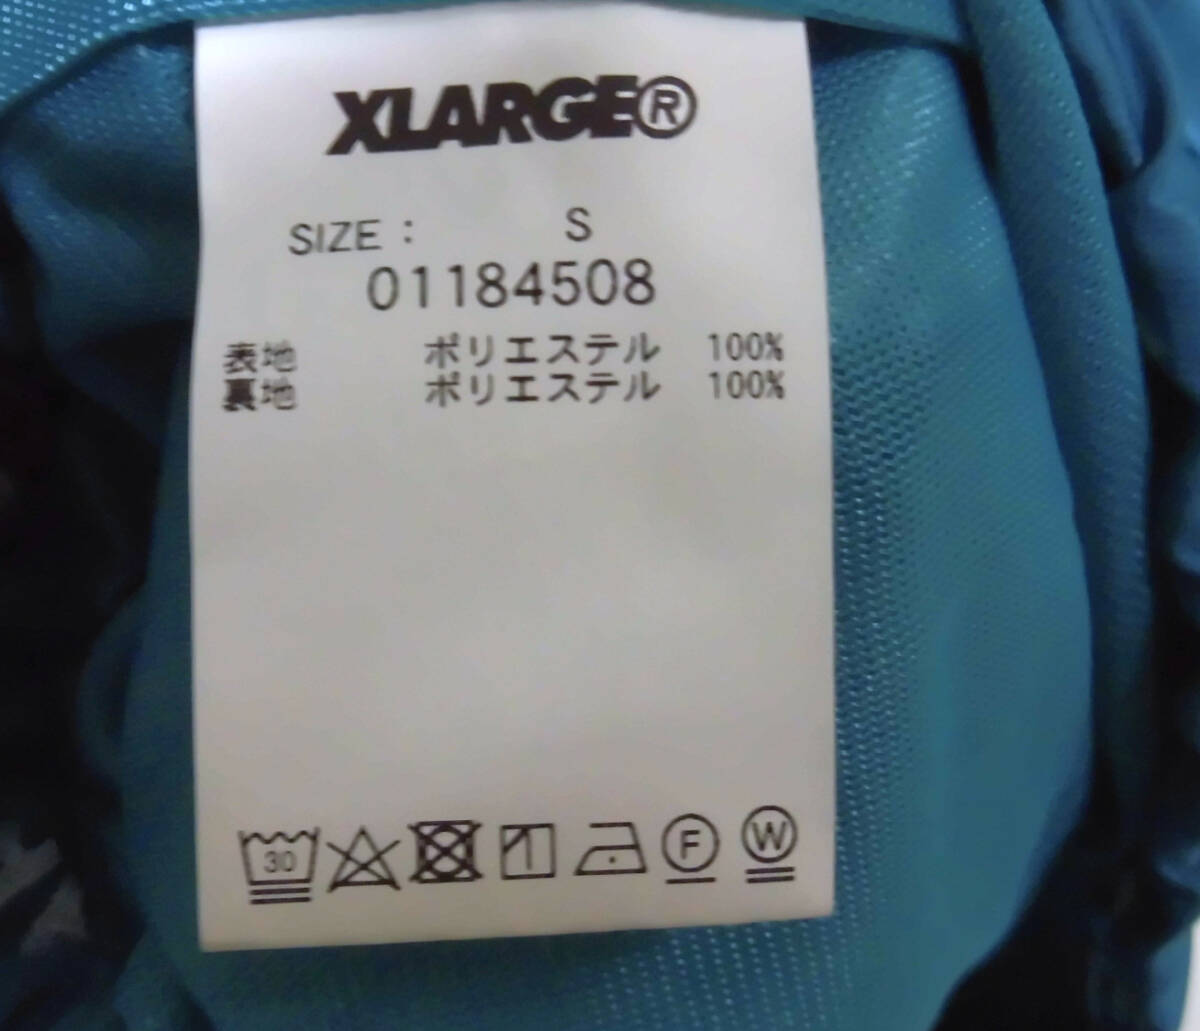 XLARGE®
SIZE : S
01184508
表地 ポリエステル 100%
裏地 ポリエステル 100%
30 F W